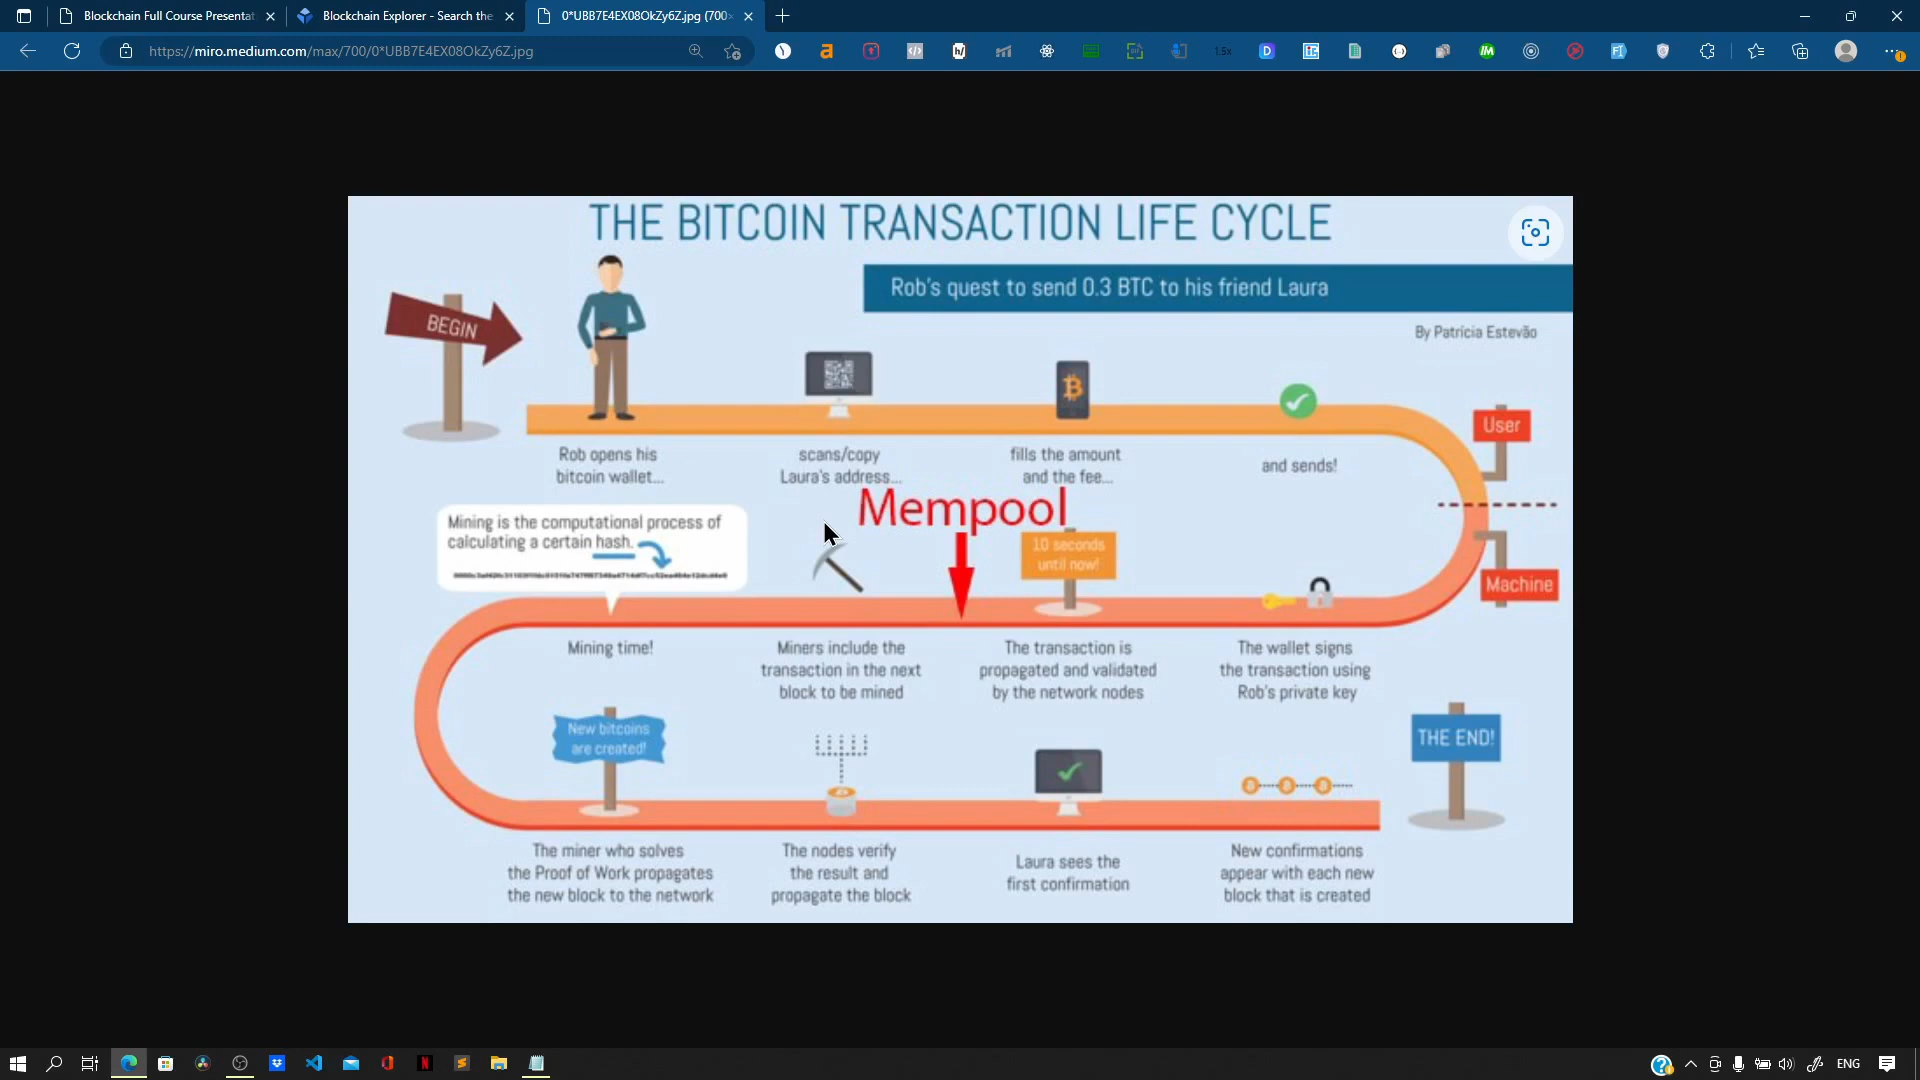 Blockchain Full Course Presentat
Blockchain Explorer - Search the
0*UBB7E4EX08OkZy6Z.jpg (700×
https://miro.medium.com/max/700/0*UBB7E4EX08OkZy6Z.jpg
1.5x
THE BITCOIN TRANSACTION LIFE CYCLE
Rob's quest to send 0.3 BTC to his friend Laura
By Patrícia Estevão
BEGIN
Rob opens his
bitcoin wallet...
scans/copy
Laura's address...
fills the amount
and the fee...
and sends!
User
Machine
Mempool
Mining is the computational process of
calculating a certain hash.
10 seconds
until now!
Mining time!
Miners include the
transaction in the next
block to be mined
The transaction is
propagated and validated
by the network nodes
The wallet signs
the transaction using
Rob's private key
New bitcoins
are created!
THE END!
The miner who solves
the Proof of Work propagates
the new block to the network
The nodes verify
the result and
propagate the block
Laura sees the
first confirmation
New confirmations
appear with each new
block that is created
ENG